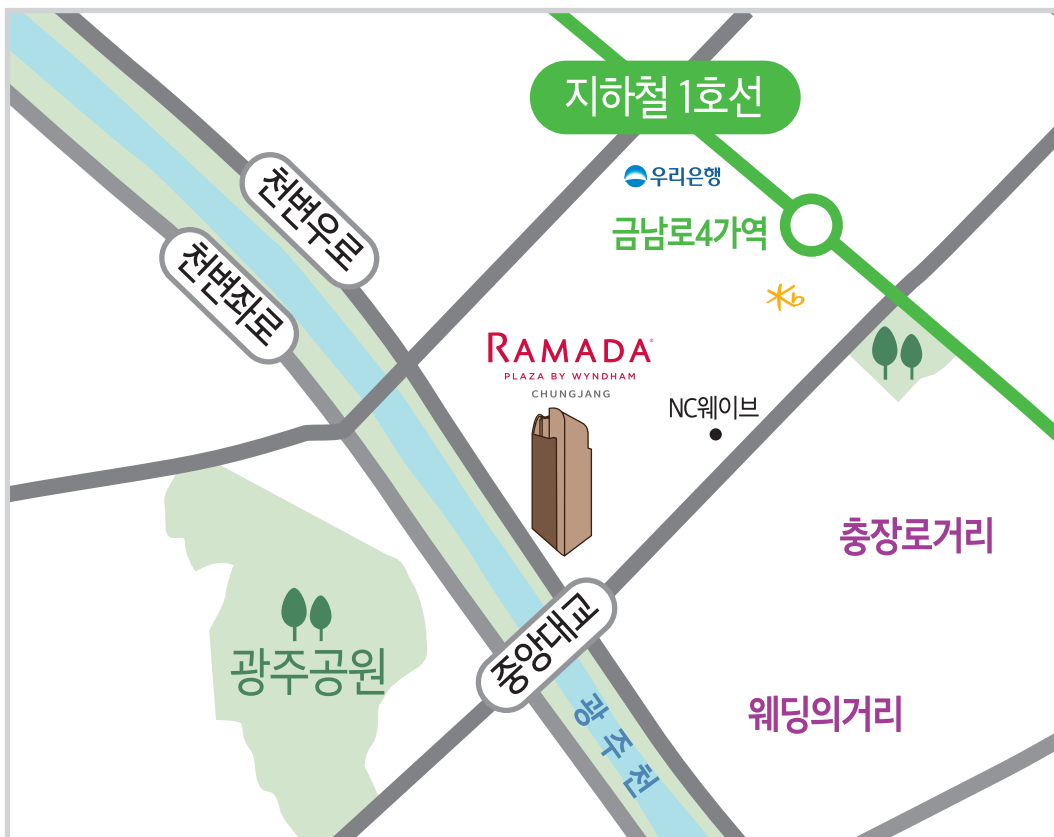 지하철 1호선
우리은행
천변우로
금남로4가역
천변좌로
Kb
RAMADA®
PLAZA BY WYNDHAM
CHUNGJANG
NC웨이브
충장로거리
중앙대교
광주공원
웨딩의거리
광주천